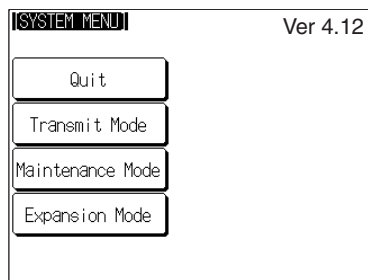 [SYSTEM MENU]
Ver 4.12
Quit
Transmit Mode
Maintenance Mode
Expansion Mode